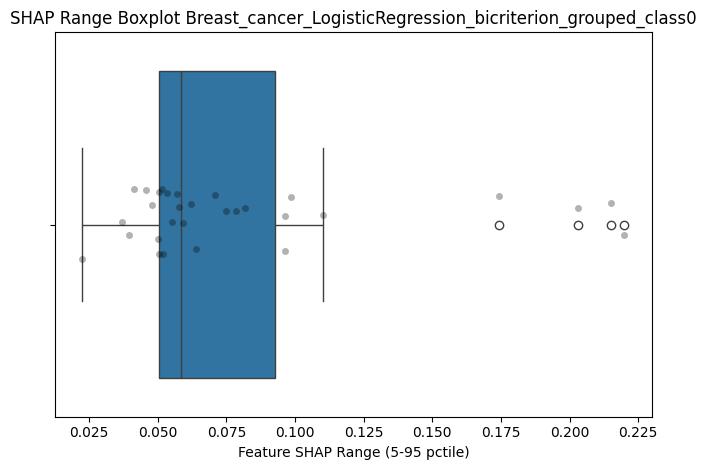 SHAP Range Boxplot Breast_cancer_LogisticRegression_bicriterion_grouped_class0
0.025 0.050 0.075 0.100 0.125 0.150 0.175 0.200 0.225
Feature SHAP Range (5-95 pctile)